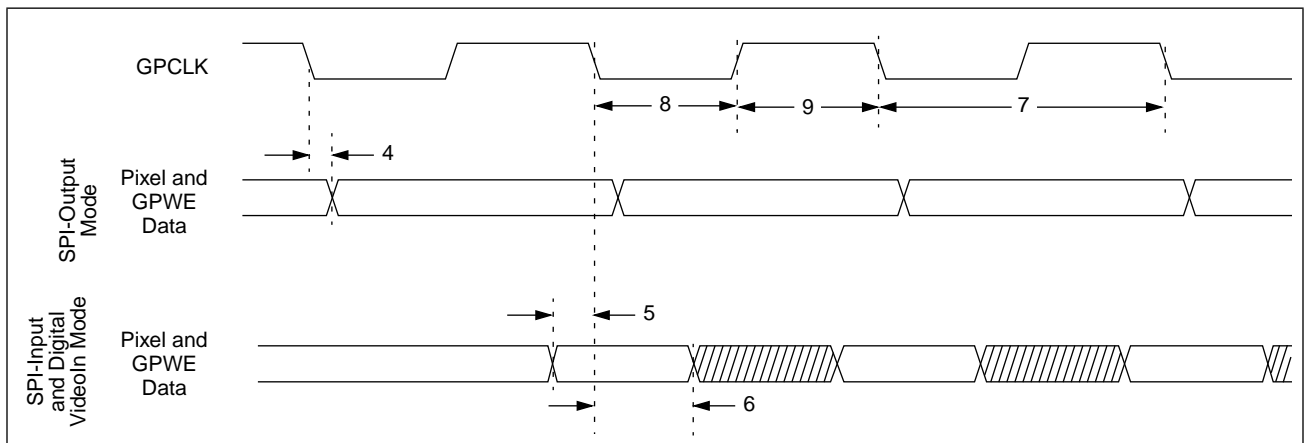 GPCLK
8
9
7
4
SPI-Output
Mode
Pixel and
GPWE
Data
5
SPI-Input
and Digital
VideoIn Mode
Pixel and
GPWE
Data
6